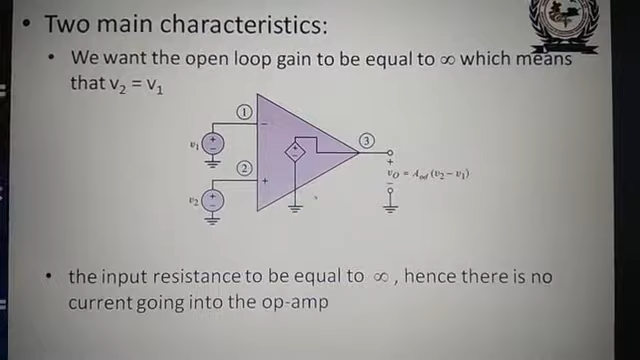 • Two main characteristics:
• We want the open loop gain to be equal to ∞ which means
that v₂ = v₁
①
③
v₁
+
−
−
+
−
②
+
+
−
v₂
+
−
v_O = A_od (v₂ − v₁)
• the input resistance to be equal to ∞ , hence there is no
current going into the op-amp